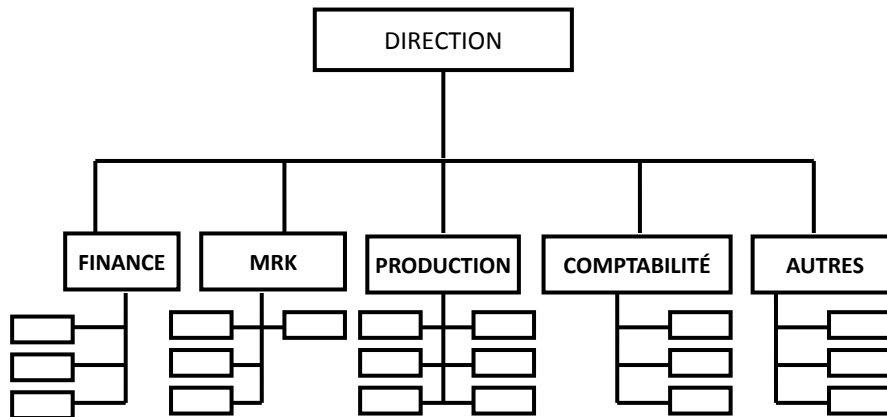 DIRECTION
FINANCE
MRK
PRODUCTION
COMPTABILITÉ
AUTRES